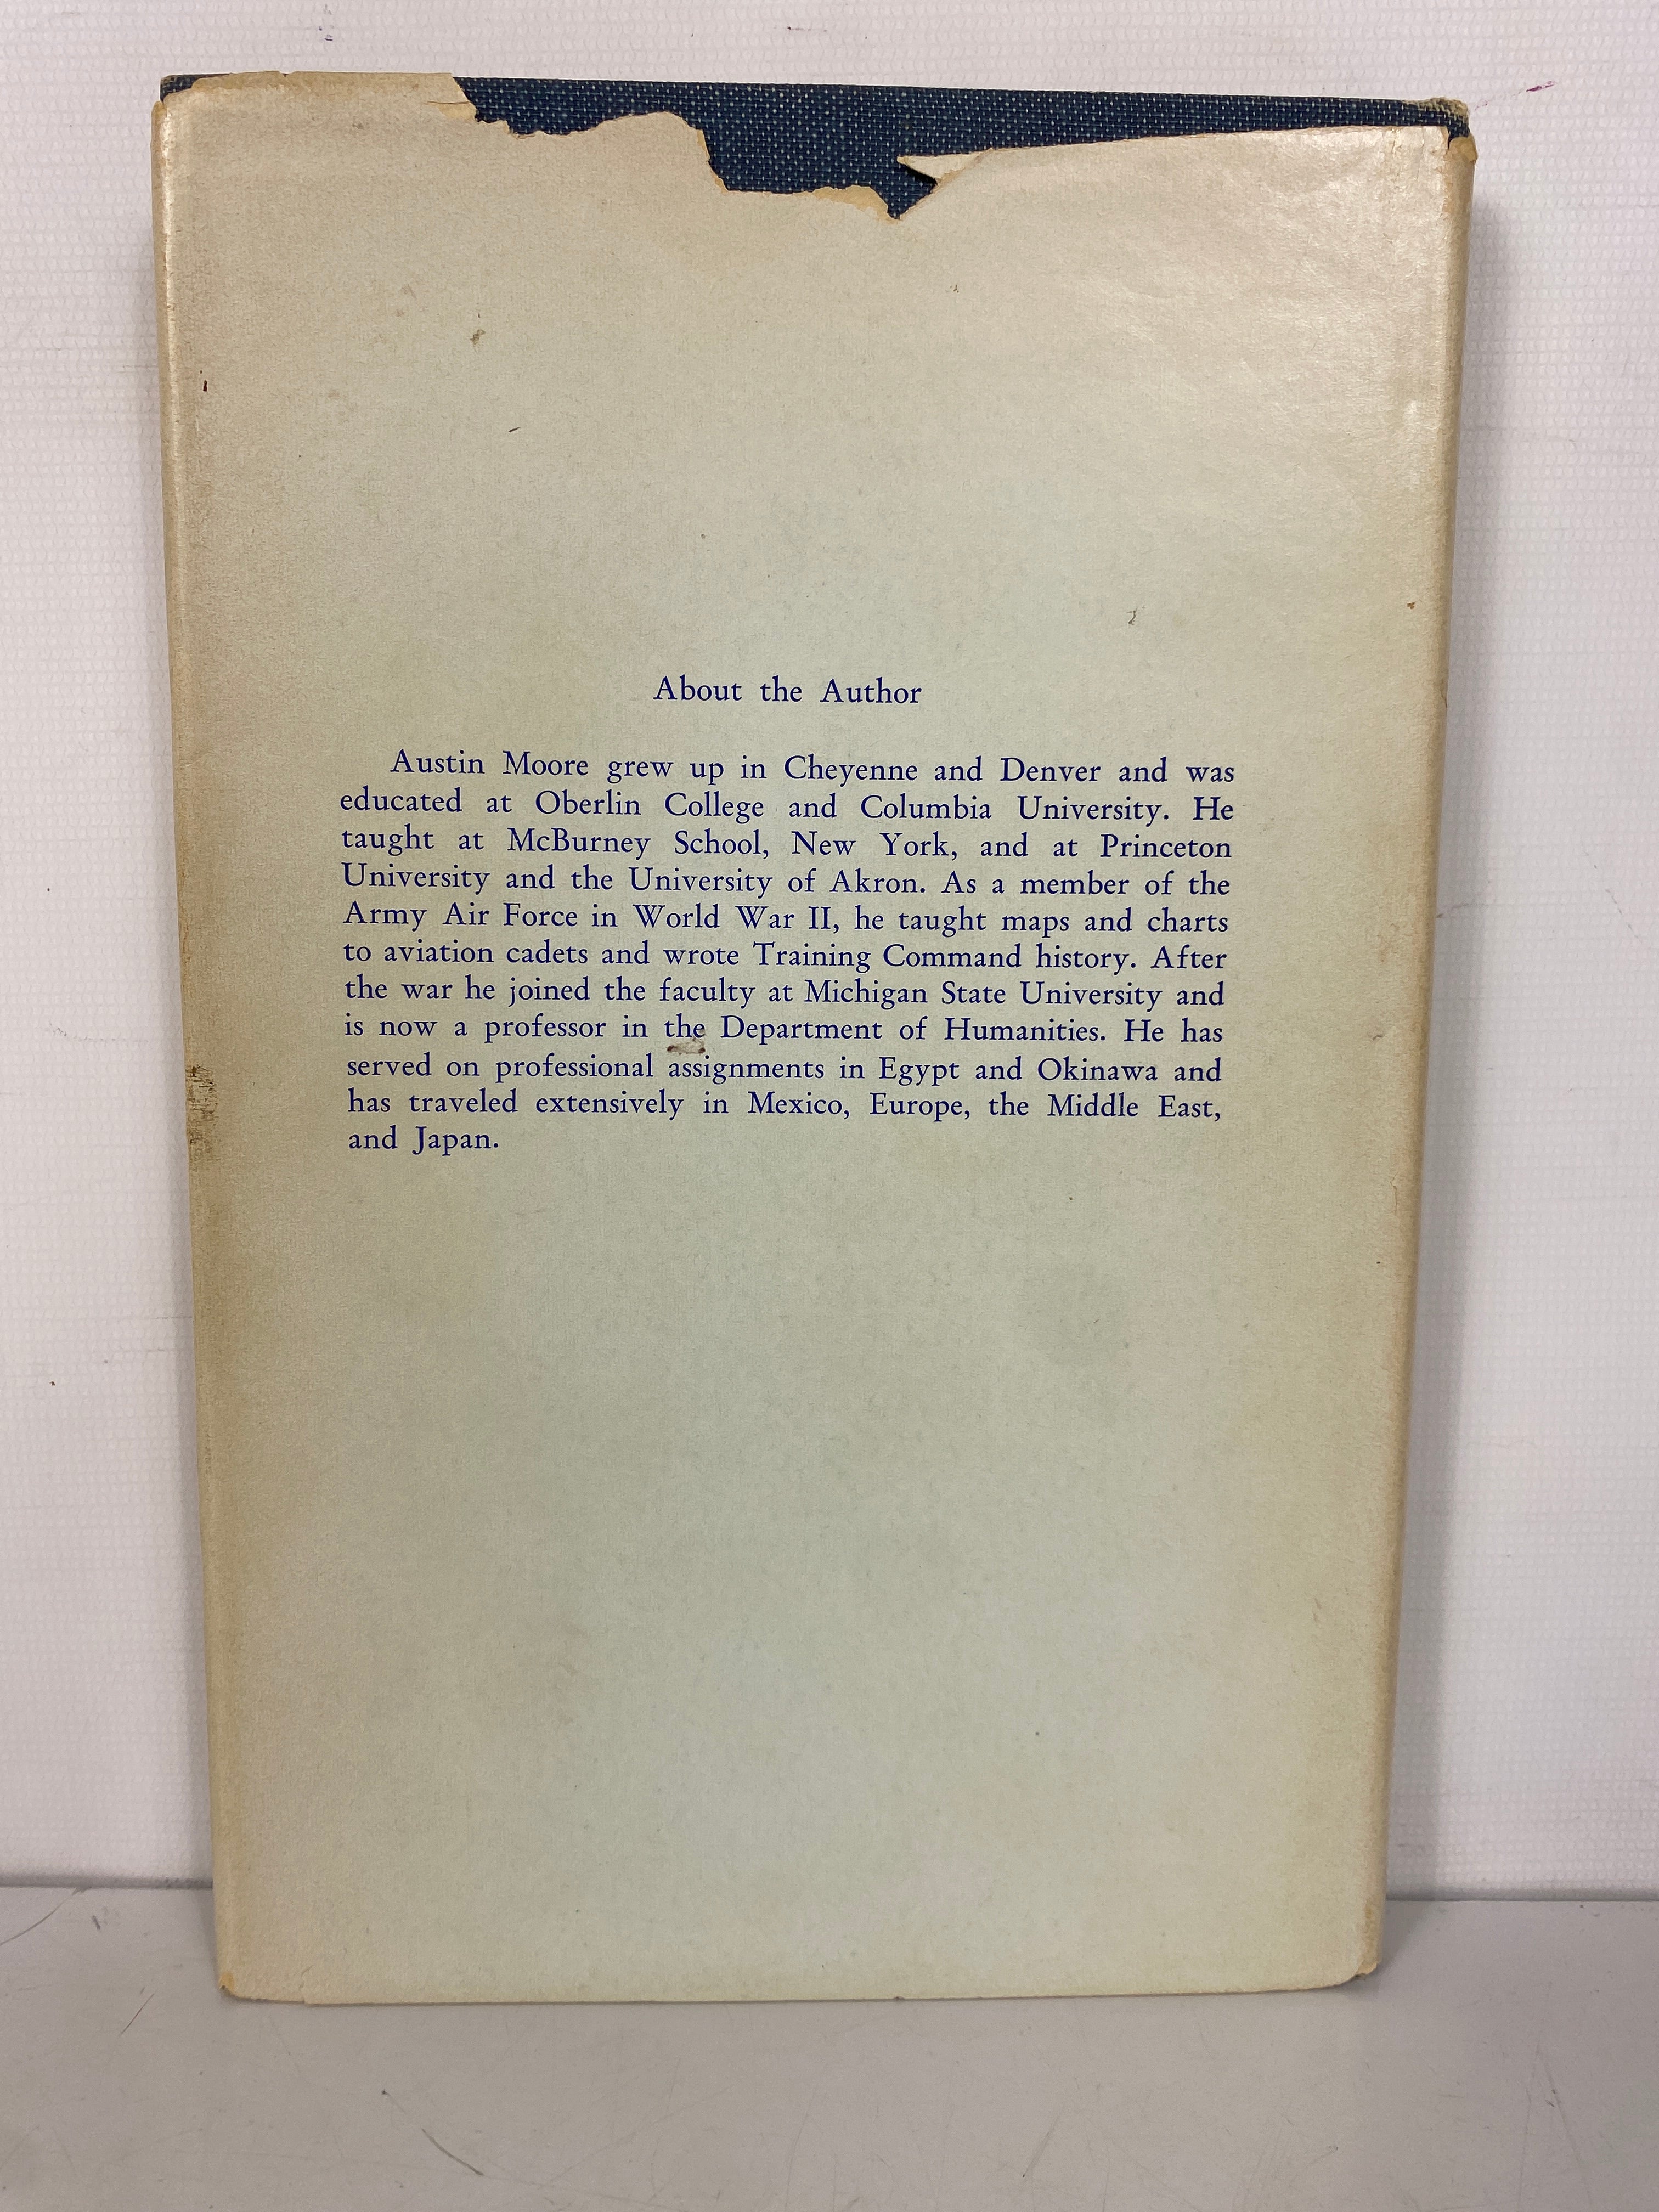 About the Author
Austin Moore grew up in Cheyenne and Denver and was
educated at Oberlin College and Columbia University. He
taught at McBurney School, New York, and at Princeton
University and the University of Akron. As a member of the
Army Air Force in World War II, he taught maps and charts
to aviation cadets and wrote Training Command history. After
the war he joined the faculty at Michigan State University and
is now a professor in the Department of Humanities. He has
served on professional assignments in Egypt and Okinawa and
has traveled extensively in Mexico, Europe, the Middle East,
and Japan.